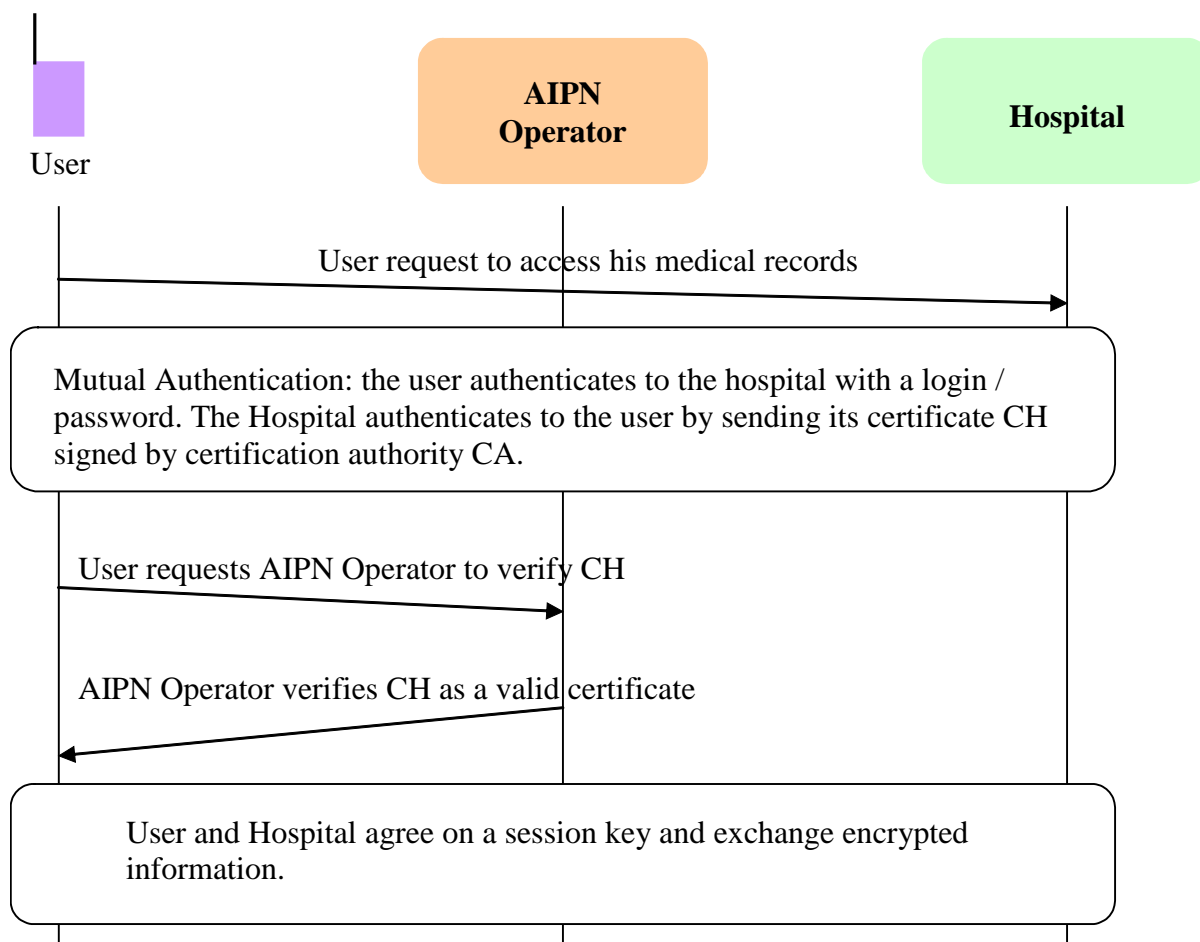 AIPN
Operator
Hospital
User
User request to access his medical records
Mutual Authentication: the user authenticates to the hospital with a login /
password. The Hospital authenticates to the user by sending its certificate CH
signed by certification authority CA.
User requests AIPN Operator to verify CH
AIPN Operator verifies CH as a valid certificate
User and Hospital agree on a session key and exchange encrypted
information.